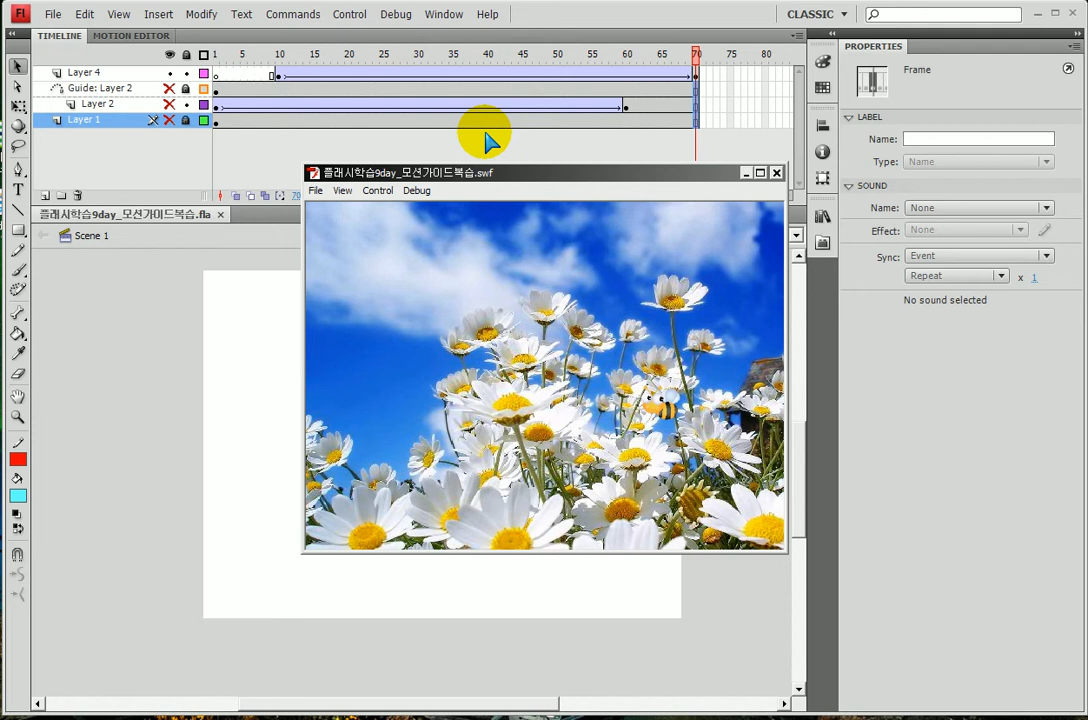 Fl File Edit View Insert Modify Text Commands Control Debug Window Help CLASSIC
TIMELINE MOTION EDITOR
1 5 10 15 20 25 30 35 40 45 50 55 60 65 70 75 80
Layer 4
Guide: Layer 2
Layer 2
Layer 1
플래시학습9day_모션가이드복습.swf
File View Control Debug
플래시학습9day_모션가이드복습.fla
Scene 1
PROPERTIES
Frame
LABEL
Name:
Type: Name
SOUND
Name: None
Effect: None
Sync: Event
Repeat x 1
No sound selected